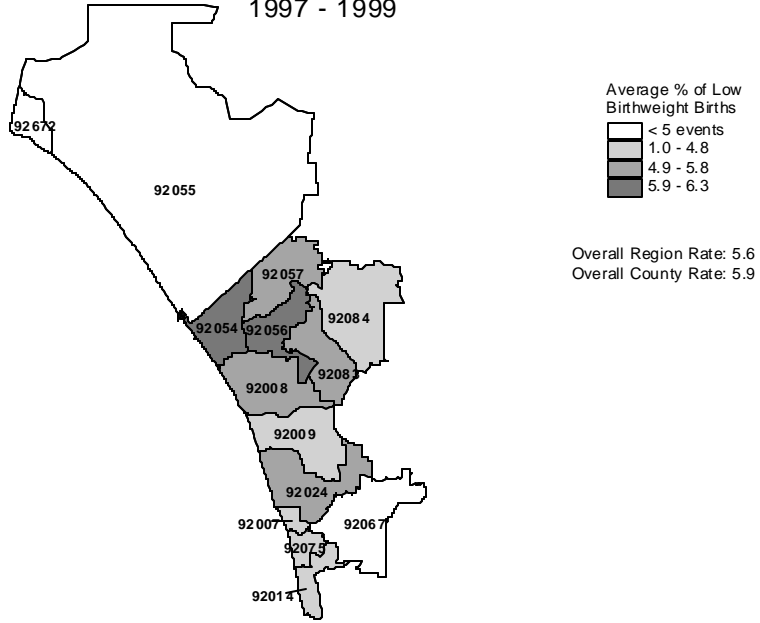 1997 - 1999
Average % of Low
Birthweight Births
< 5 events
1.0 - 4.8
4.9 - 5.8
5.9 - 6.3
Overall Region Rate: 5.6
Overall County Rate: 5.9
92672
92055
92057
92084
92054
92056
92083
92008
92009
92024
92007
92067
92075
92014